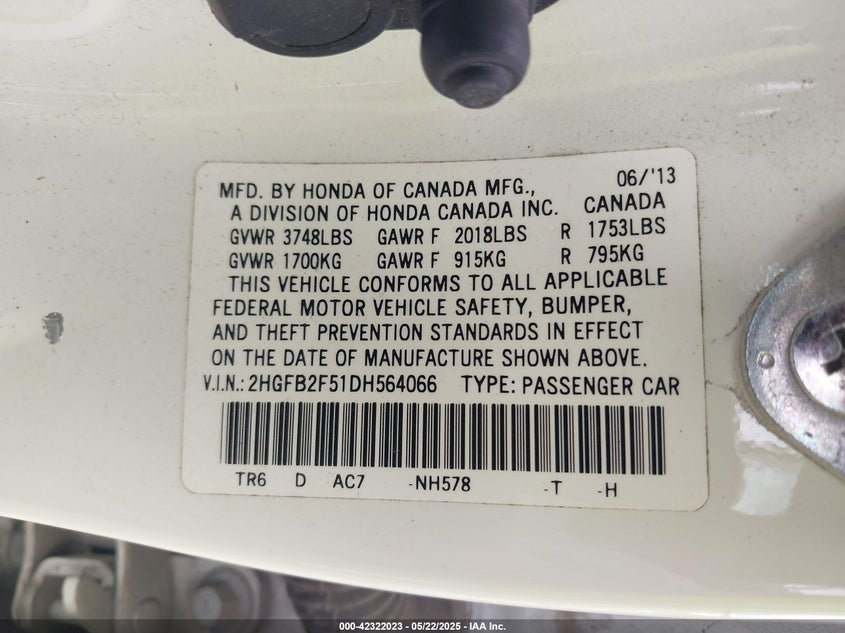 06/'13
MFD. BY HONDA OF CANADA MFG.,
A DIVISION OF HONDA CANADA INC. CANADA
GVWR 3748LBS GAWR F 2018LBS R 1753LBS
GVWR 1700KG GAWR F 915KG R 795KG
THIS VEHICLE CONFORMS TO ALL APPLICABLE
FEDERAL MOTOR VEHICLE SAFETY, BUMPER,
AND THEFT PREVENTION STANDARDS IN EFFECT
ON THE DATE OF MANUFACTURE SHOWN ABOVE.
V.I.N.: 2HGFB2F51DH564066 TYPE: PASSENGER CAR
TR6 D AC7 -NH578 -T -H
000-42322023 - 05/22/2025 - IAA Inc.